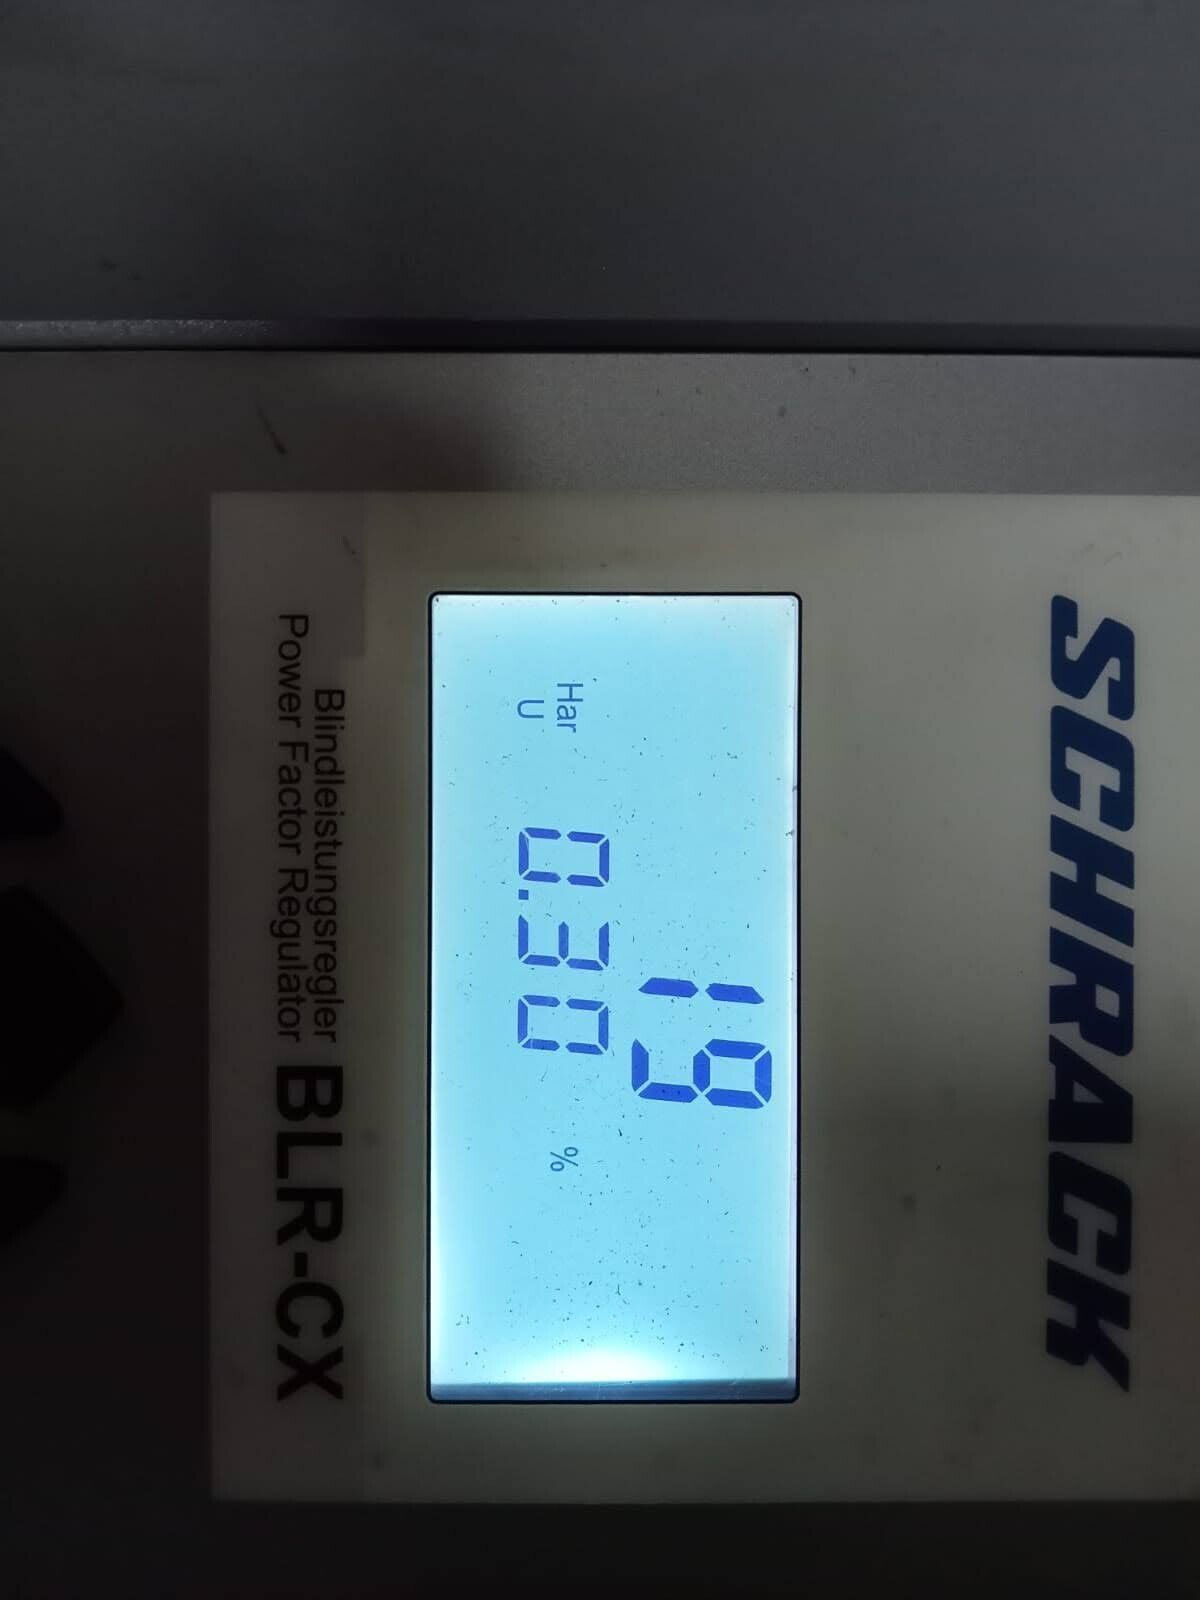 SCHRACK
19
Har
U 0.30 %
Blindleistungsregler
Power Factor Regulator BLR-CX